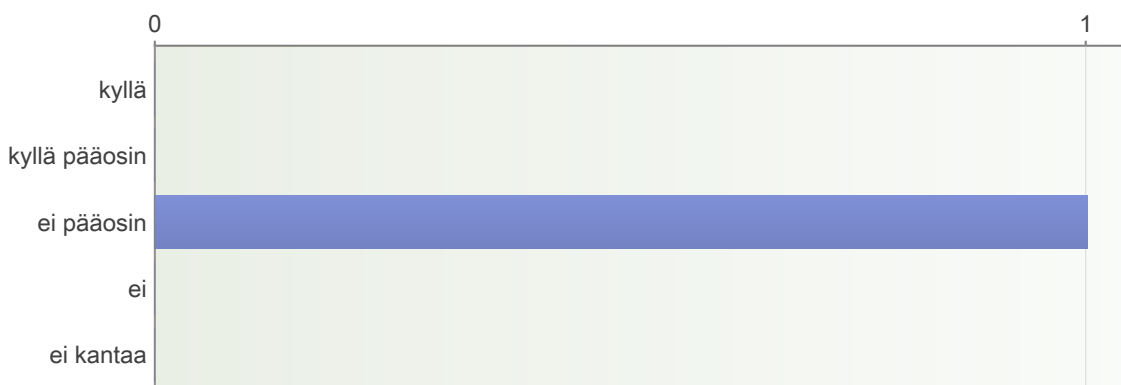 0 1
kyllä
kyllä pääosin
ei pääosin
ei
ei kantaa